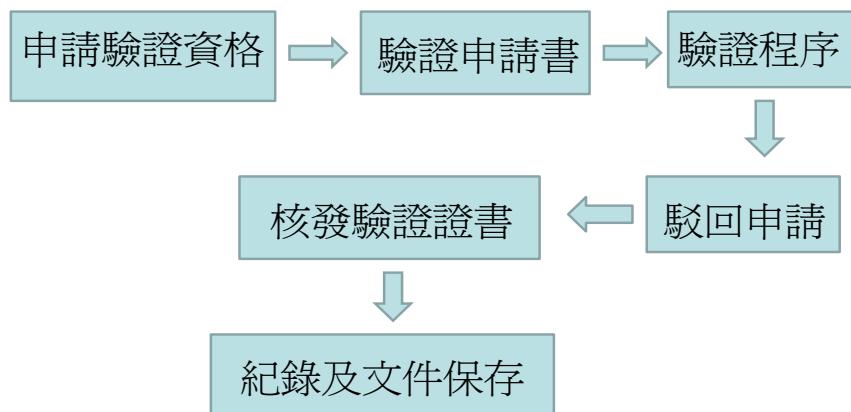 申請驗證資格
驗證申請書
驗證程序
駁回申請
核發驗證證書
紀錄及文件保存